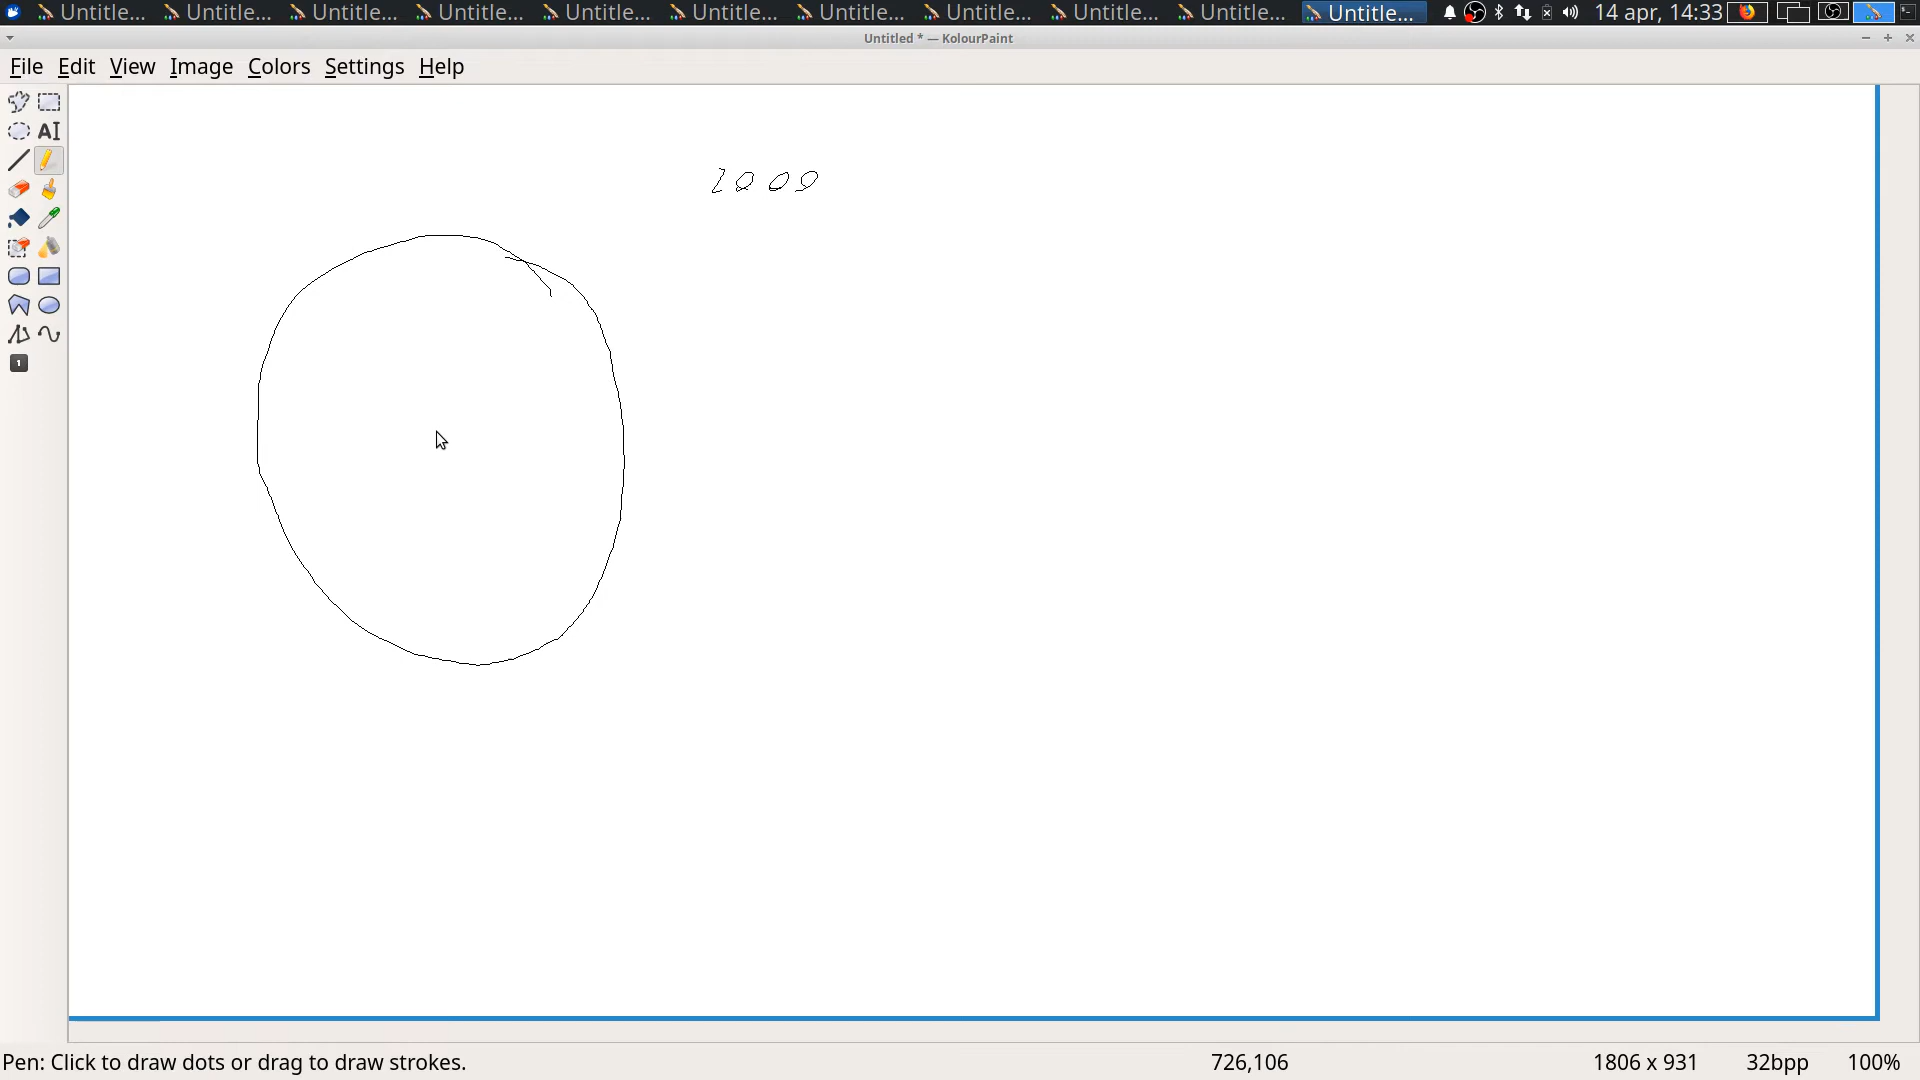 Untitle... Untitle... Untitle... Untitle... Untitle... Untitle... Untitle... Untitle... Untitle... Untitle... Untitle... 14 apr, 14:33
Untitled * — KolourPaint
File Edit View Image Colors Settings Help
AI
1
Pen: Click to draw dots or drag to draw strokes. 726,106 1806 x 931 32bpp 100%